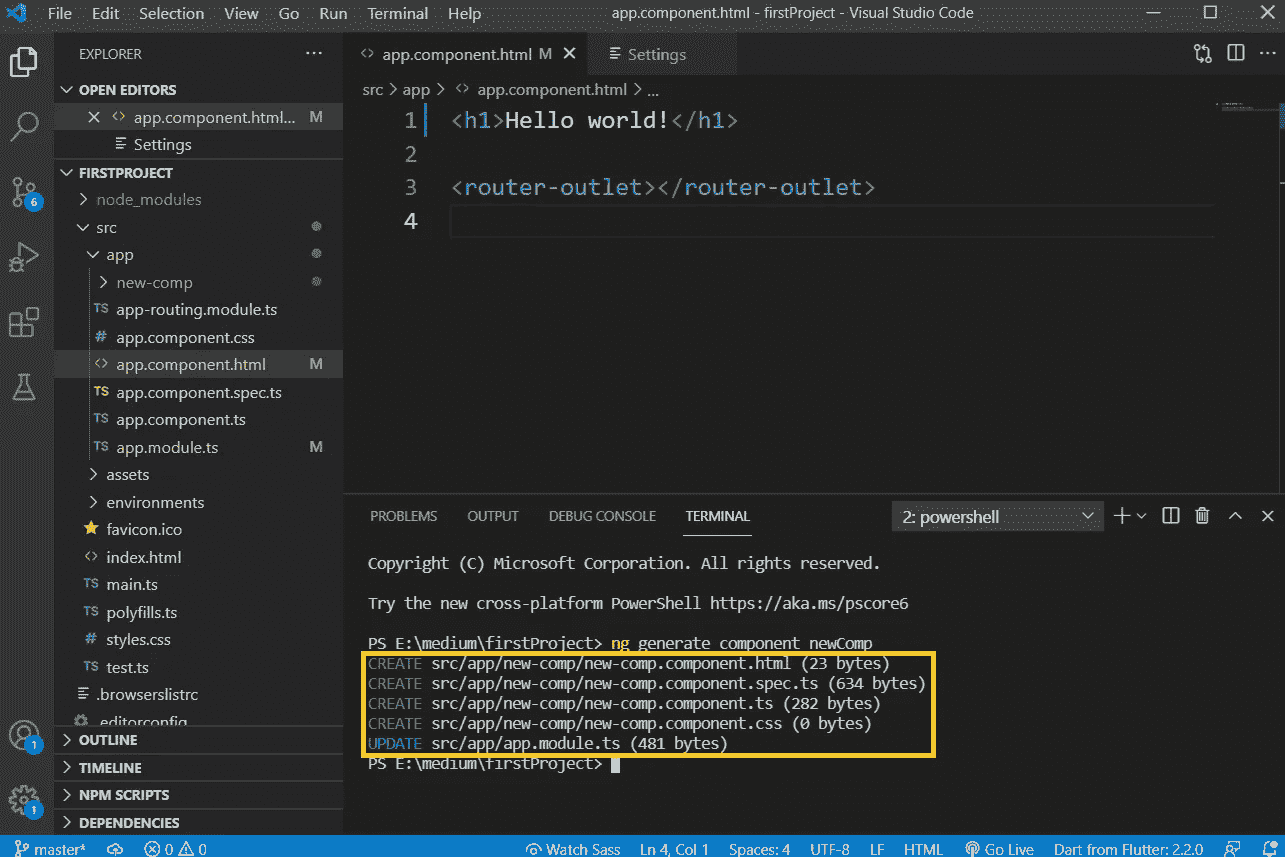 File Edit Selection View Go Run Terminal Help app.component.html - firstProject - Visual Studio Code
EXPLORER
OPEN EDITORS
app.component.html... M
Settings
FIRSTPROJECT
node_modules
src
app
new-comp
app-routing.module.ts
app.component.css
app.component.html M
app.component.spec.ts
app.component.ts
app.module.ts M
assets
environments
favicon.ico
index.html
main.ts
polyfills.ts
styles.css
test.ts
.browserslistrc
.editorconfig
OUTLINE
TIMELINE
NPM SCRIPTS
DEPENDENCIES
6
1
1
app.component.html M Settings
src > app > <> app.component.html > ...
1 <h1>Hello world!</h1>
2
3 <router-outlet></router-outlet>
4
PROBLEMS OUTPUT DEBUG CONSOLE TERMINAL 2: powershell
Copyright (C) Microsoft Corporation. All rights reserved.
Try the new cross-platform PowerShell https://aka.ms/pscore6
PS E:\medium\firstProject> ng generate component newComp
CREATE src/app/new-comp/new-comp.component.html (23 bytes)
CREATE src/app/new-comp/new-comp.component.spec.ts (634 bytes)
CREATE src/app/new-comp/new-comp.component.ts (282 bytes)
CREATE src/app/new-comp/new-comp.component.css (0 bytes)
UPDATE src/app/app.module.ts (481 bytes)
PS E:\medium\firstProject>
master* 0 0 Watch Sass Ln 4, Col 1 Spaces: 4 UTF-8 LF HTML Go Live Dart from Flutter: 2.2.0